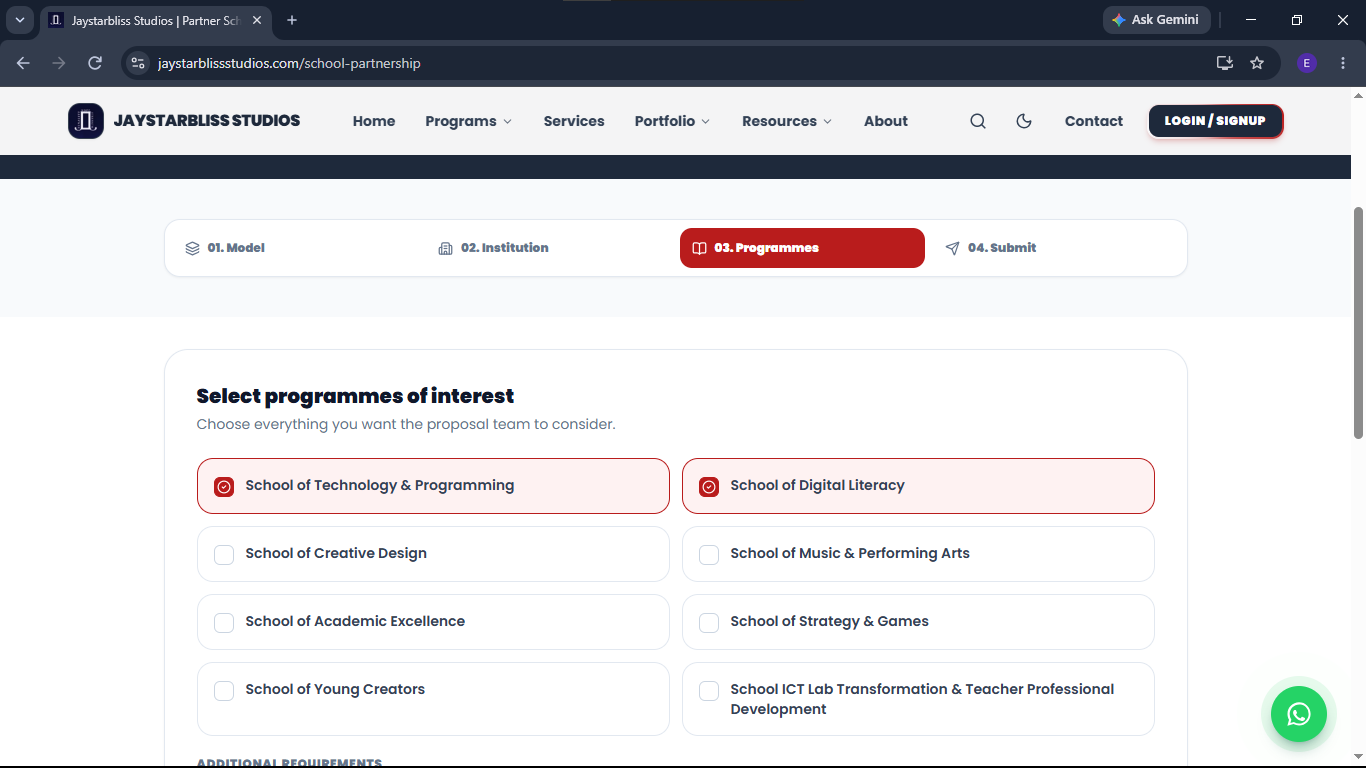 Jaystarbliss Studios | Partner Sch
Ask Gemini
jaystarblissstudios.com/school-partnership
E
JAYSTARBLISS STUDIOS
Home
Programs
Services
Portfolio
Resources
About
Contact
LOGIN / SIGNUP
01. Model
02. Institution
03. Programmes
04. Submit
Select programmes of interest
Choose everything you want the proposal team to consider.
School of Technology & Programming
School of Digital Literacy
School of Creative Design
School of Music & Performing Arts
School of Academic Excellence
School of Strategy & Games
School of Young Creators
School ICT Lab Transformation & Teacher Professional
Development
ADDITIONAL REQUIREMENTS